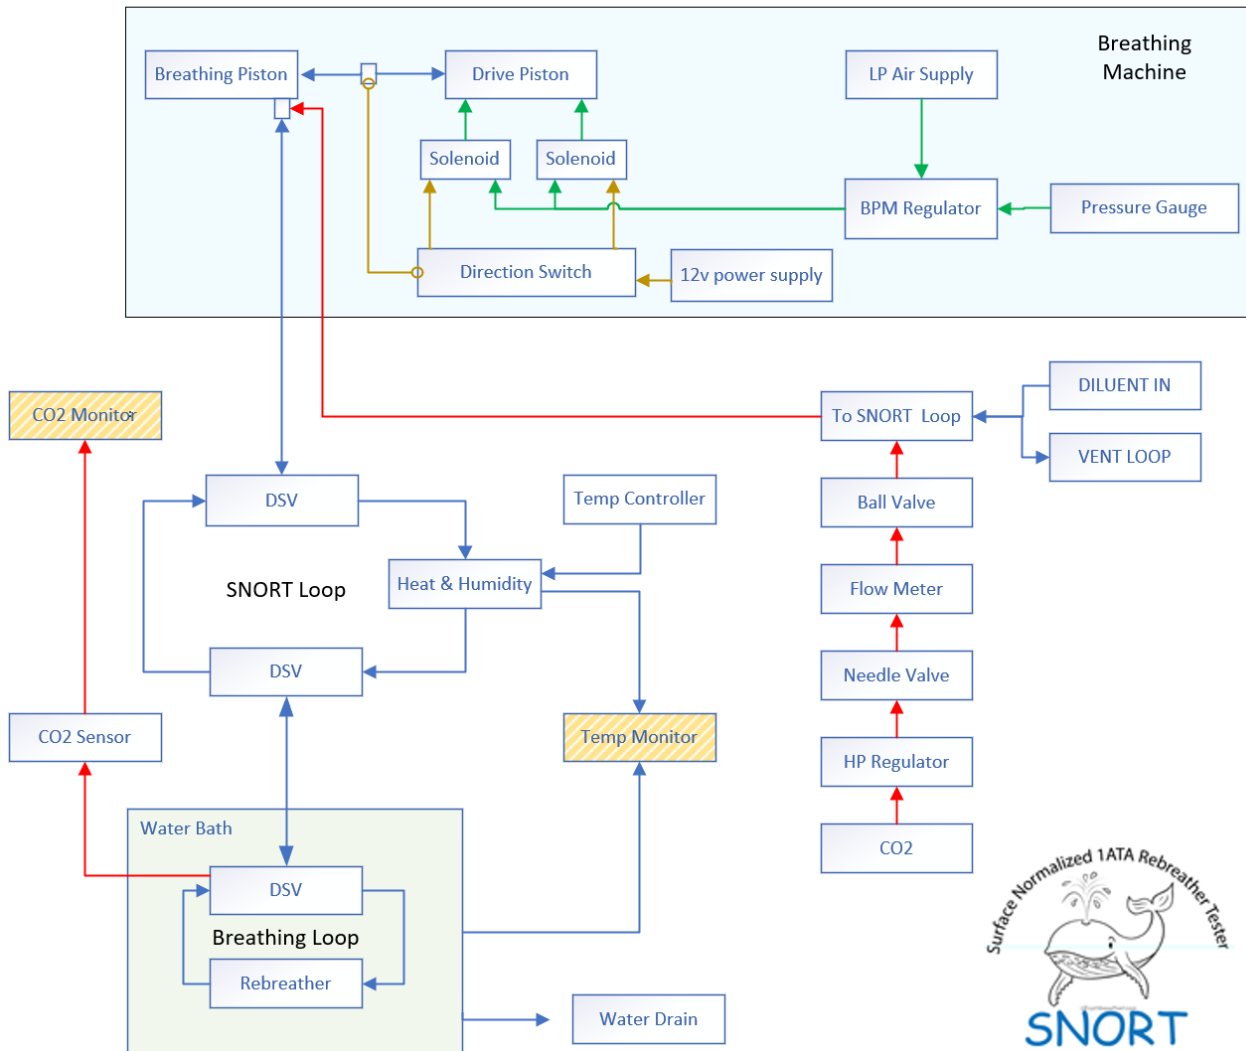 Breathing
Machine
Breathing Piston
Drive Piston
LP Air Supply
Solenoid
Solenoid
BPM Regulator
Pressure Gauge
Direction Switch
12v power supply
CO2 Monitor
To SNORT Loop
DILUENT IN
VENT LOOP
DSV
Temp Controller
Ball Valve
SNORT Loop
Heat & Humidity
Flow Meter
DSV
Needle Valve
CO2 Sensor
Temp Monitor
HP Regulator
Water Bath
CO2
DSV
Breathing Loop
Rebreather
Water Drain
Surface Normalized 1ATA Rebreather Tester
SNORT